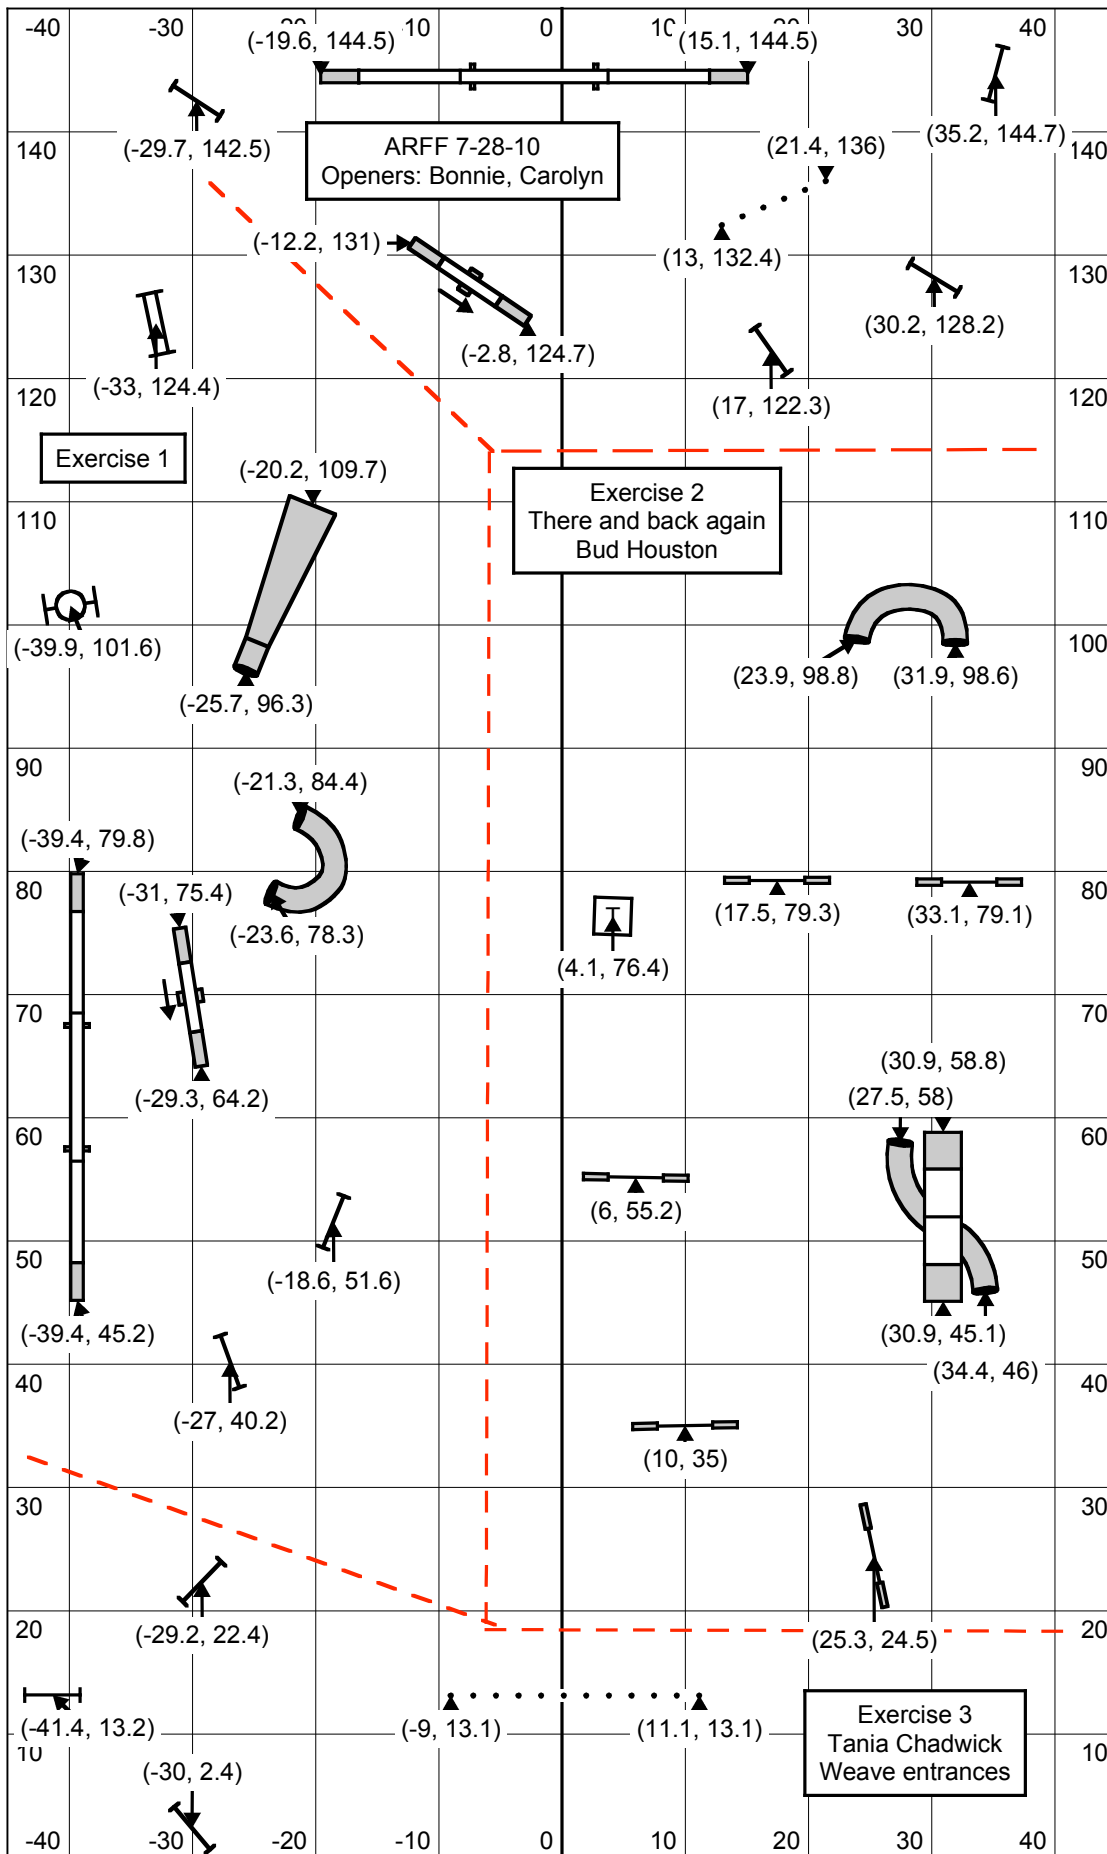 -40 -30 -20 10 0 10 30 40
(-19.6, 144.5) (15.1, 144.5)
(35.2, 144.7)
140 (-29.7, 142.5) 140
ARFF 7-28-10
Openers: Bonnie, Carolyn
(21.4, 136)
(-12.2, 131)
(13, 132.4)
130 130
(30.2, 128.2)
(-2.8, 124.7)
(-33, 124.4)
(17, 122.3)
120 120
Exercise 1
(-20.2, 109.7)
Exercise 2
There and back again
Bud Houston
110 110
(-39.9, 101.6)
100 100
(23.9, 98.8) (31.9, 98.6)
(-25.7, 96.3)
90 90
(-21.3, 84.4)
(-39.4, 79.8)
80 80
(-31, 75.4)
(17.5, 79.3) (33.1, 79.1)
(-23.6, 78.3)
(4.1, 76.4)
70 70
(30.9, 58.8)
(27.5, 58)
(-29.3, 64.2)
60 60
(6, 55.2)
50 50
(-18.6, 51.6)
(-39.4, 45.2)
(30.9, 45.1)
(34.4, 46)
40 40
(-27, 40.2)
(10, 35)
30 30
20 20
(-29.2, 22.4)
(25.3, 24.5)
Exercise 3
Tania Chadwick
Weave entrances
(-41.4, 13.2) (-9, 13.1) (11.1, 13.1)
10 10
(-30, 2.4)
-40 -30 -20 -10 0 10 20 30 40